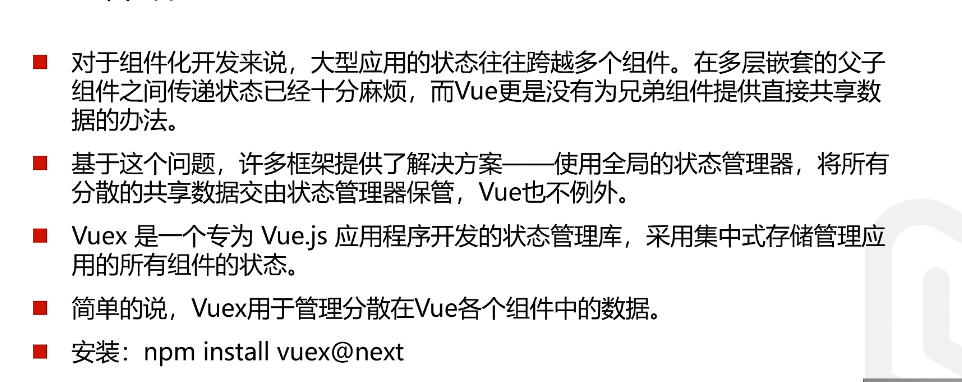 对于组件化开发来说，大型应用的状态往往跨越多个组件。在多层嵌套的父子
组件之间传递状态已经十分麻烦，而Vue更是没有为兄弟组件提供直接共享数
据的办法。
基于这个问题，许多框架提供了解决方案——使用全局的状态管理器，将所有
分散的共享数据交由状态管理器保管，Vue也不例外。
Vuex 是一个专为 Vue.js 应用程序开发的状态管理库，采用集中式存储管理应
用的所有组件的状态。
简单的说，Vuex用于管理分散在Vue各个组件中的数据。
安装：npm install vuex@next